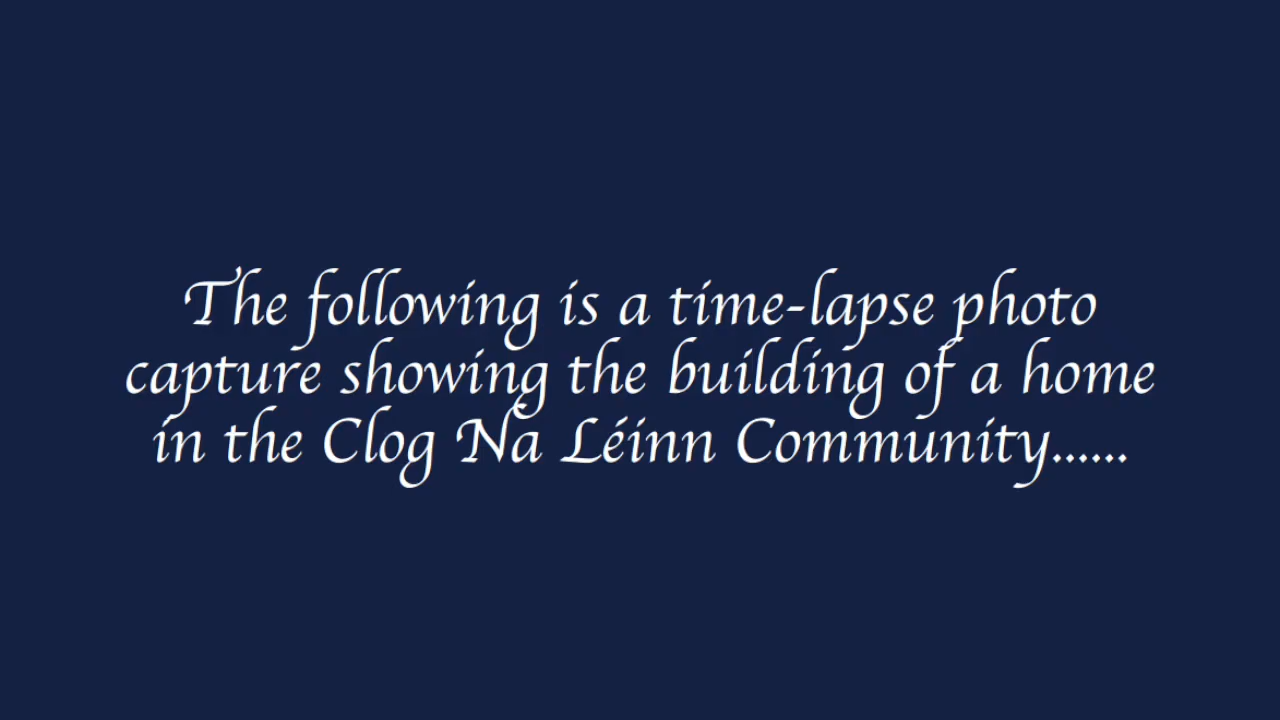 The following is a time-lapse photo
capture showing the building of a home
in the Clog Na Léinn Community......